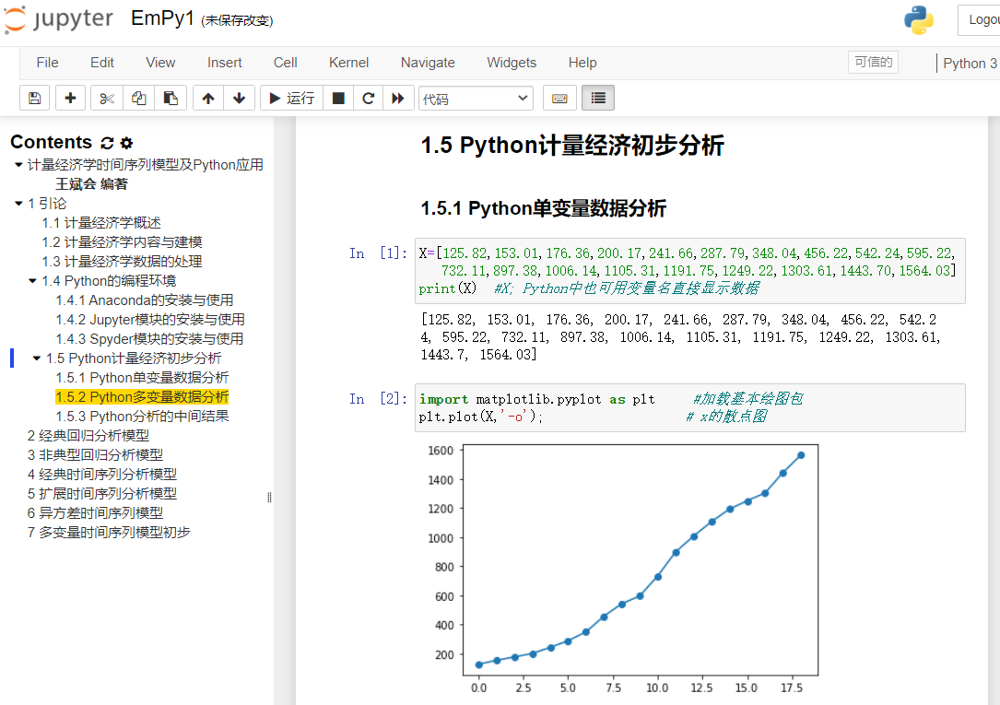 jupyter EmPy1 (未保存改变)
Logou
File Edit View Insert Cell Kernel Navigate Widgets Help 可信的 Python 3
运行 代码
Contents
计量经济学时间序列模型及Python应用
王斌会 编著
1 引论
1.1 计量经济学概述
1.2 计量经济学内容与建模
1.3 计量经济学数据的处理
1.4 Python的编程环境
1.4.1 Anaconda的安装与使用
1.4.2 Jupyter模块的安装与使用
1.4.3 Spyder模块的安装与使用
1.5 Python计量经济初步分析
1.5.1 Python单变量数据分析
1.5.2 Python多变量数据分析
1.5.3 Python分析的中间结果
2 经典回归分析模型
3 非典型回归分析模型
4 经典时间序列分析模型
5 扩展时间序列分析模型
6 异方差时间序列模型
7 多变量时间序列模型初步
1.5 Python计量经济初步分析
1.5.1 Python单变量数据分析
In [1]: X=[125.82,153.01,176.36,200.17,241.66,287.79,348.04,456.22,542.24,595.22,
732.11,897.38,1006.14,1105.31,1191.75,1249.22,1303.61,1443.70,1564.03]
print(X) #X; Python中也可用变量名直接显示数据
[125.82, 153.01, 176.36, 200.17, 241.66, 287.79, 348.04, 456.22, 542.2
4, 595.22, 732.11, 897.38, 1006.14, 1105.31, 1191.75, 1249.22, 1303.61,
1443.7, 1564.03]
In [2]: import matplotlib.pyplot as plt #加载基本绘图包
plt.plot(X,'-o'); # x的散点图
1600
1400
1200
1000
800
600
400
200
0.0 2.5 5.0 7.5 10.0 12.5 15.0 17.5